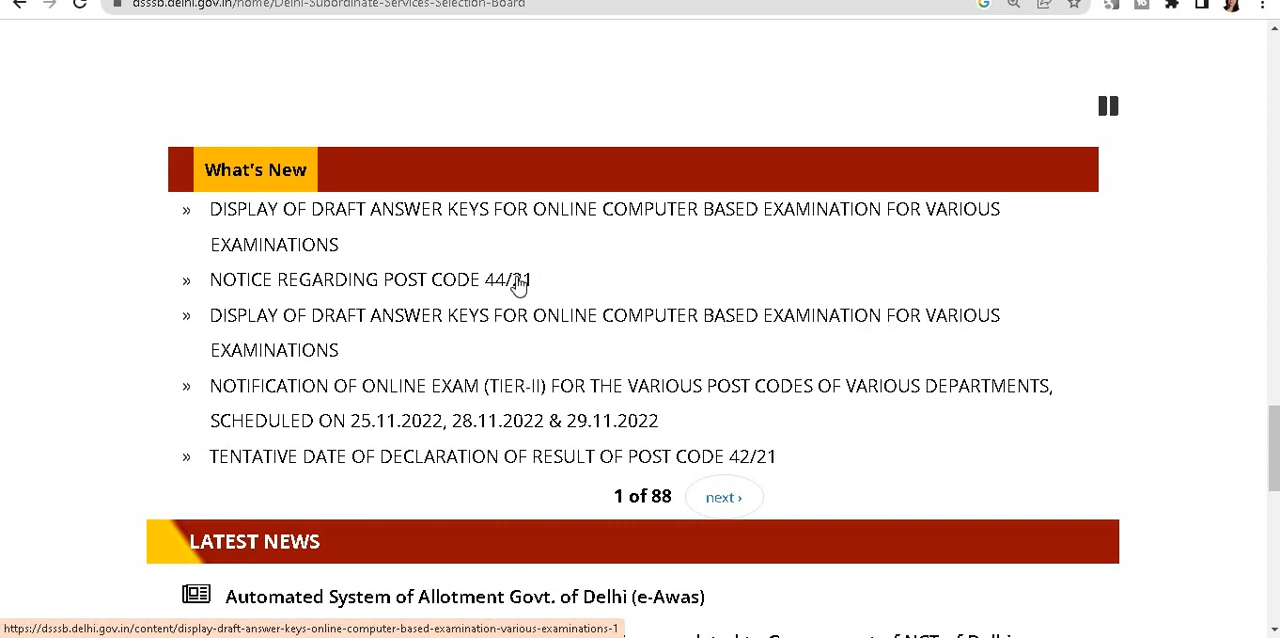 dsssb.delhi.gov.in/home/Delhi-Subordinate-Services-Selection-Board
What's New
» DISPLAY OF DRAFT ANSWER KEYS FOR ONLINE COMPUTER BASED EXAMINATION FOR VARIOUS
EXAMINATIONS
» NOTICE REGARDING POST CODE 44/21
» DISPLAY OF DRAFT ANSWER KEYS FOR ONLINE COMPUTER BASED EXAMINATION FOR VARIOUS
EXAMINATIONS
» NOTIFICATION OF ONLINE EXAM (TIER-II) FOR THE VARIOUS POST CODES OF VARIOUS DEPARTMENTS,
SCHEDULED ON 25.11.2022, 28.11.2022 & 29.11.2022
» TENTATIVE DATE OF DECLARATION OF RESULT OF POST CODE 42/21
1 of 88 next ›
LATEST NEWS
Automated System of Allotment Govt. of Delhi (e-Awas)
https://dsssb.delhi.gov.in/content/display-draft-answer-keys-online-computer-based-examination-various-examinations-1